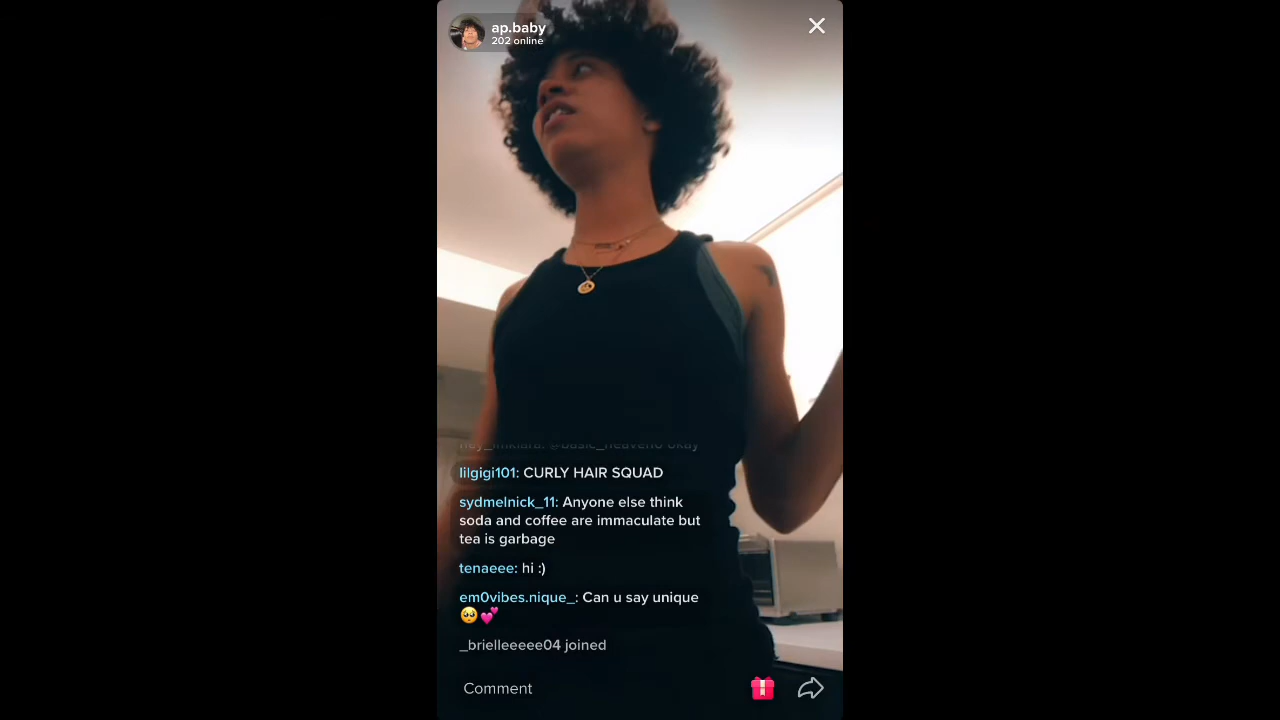 ap.baby
202 online
okay
lilgigi101: CURLY HAIR SQUAD
sydmelnick_11: Anyone else think
soda and coffee are immaculate but
tea is garbage
tenaeee: hi :)
em0vibes.nique_: Can u say unique
🥺💕
_brielleeeee04 joined
Comment